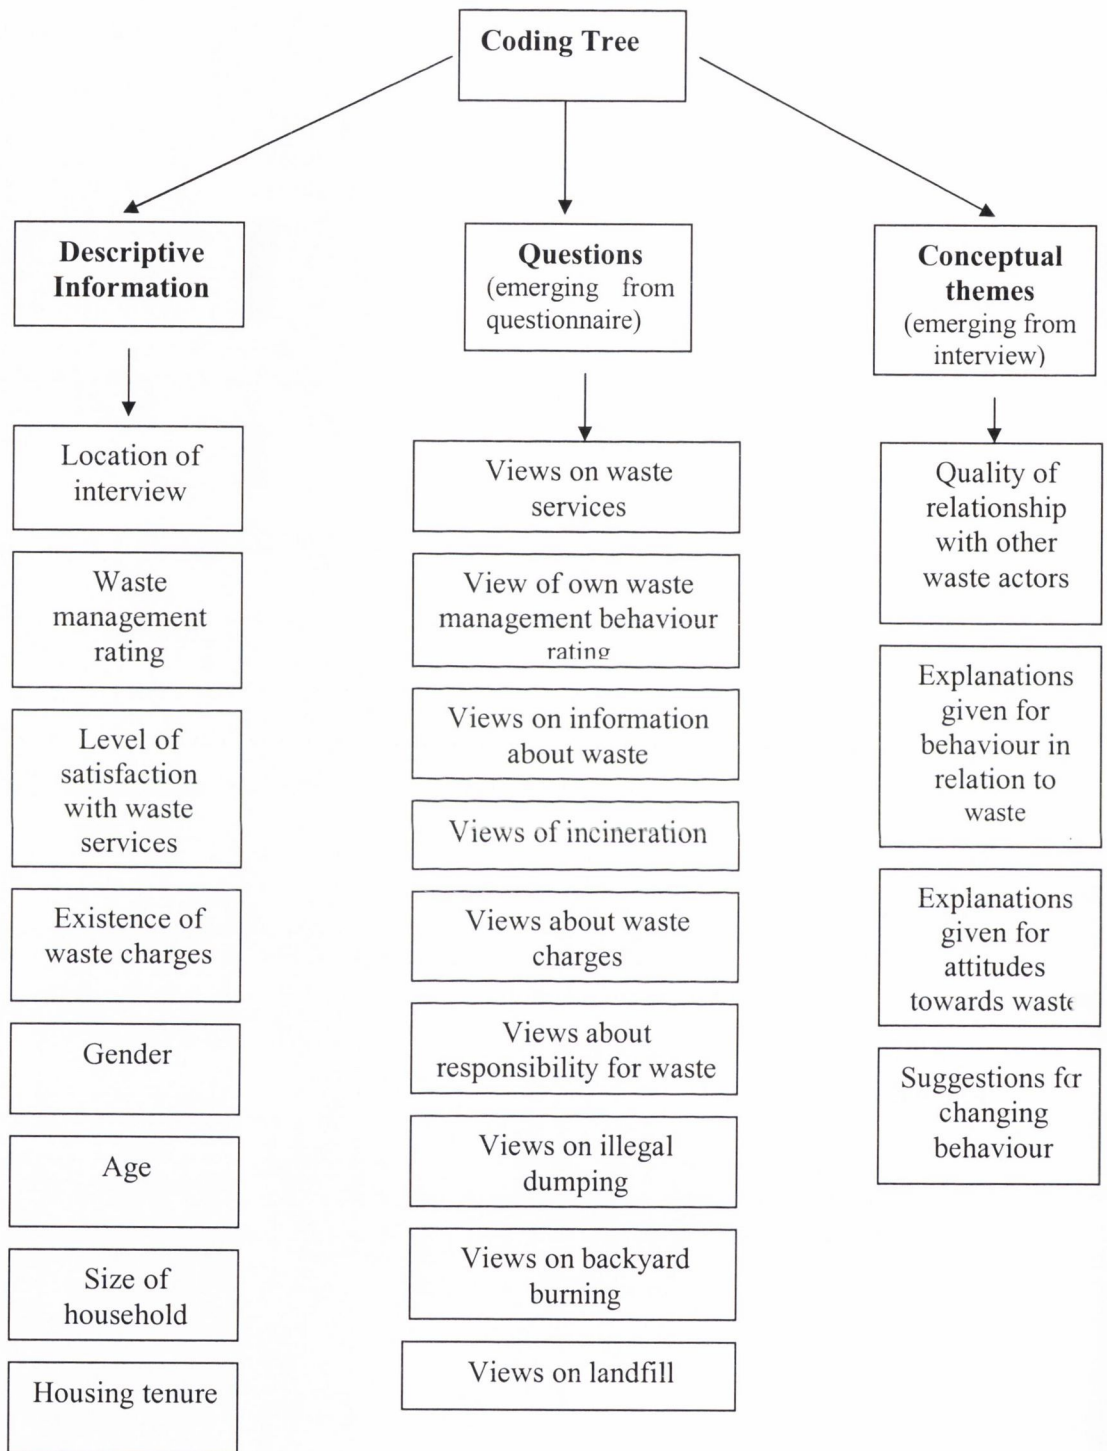 Coding Tree
Descriptive
Information
Location of
interview
Waste
management
rating
Level of
satisfaction
with waste
services
Existence of
waste charges
Gender
Age
Size of
household
Housing tenure
Questions
(emerging from
questionnaire)
Views on waste
services
View of own waste
management behaviour
rating
Views on information
about waste
Views of incineration
Views about waste
charges
Views about
responsibility for waste
Views on illegal
dumping
Views on backyard
burning
Views on landfill
Conceptual
themes
(emerging from
interview)
Quality of
relationship
with other
waste actors
Explanations
given for
behaviour in
relation to
waste
Explanations
given for
attitudes
towards waste
Suggestions for
changing
behaviour